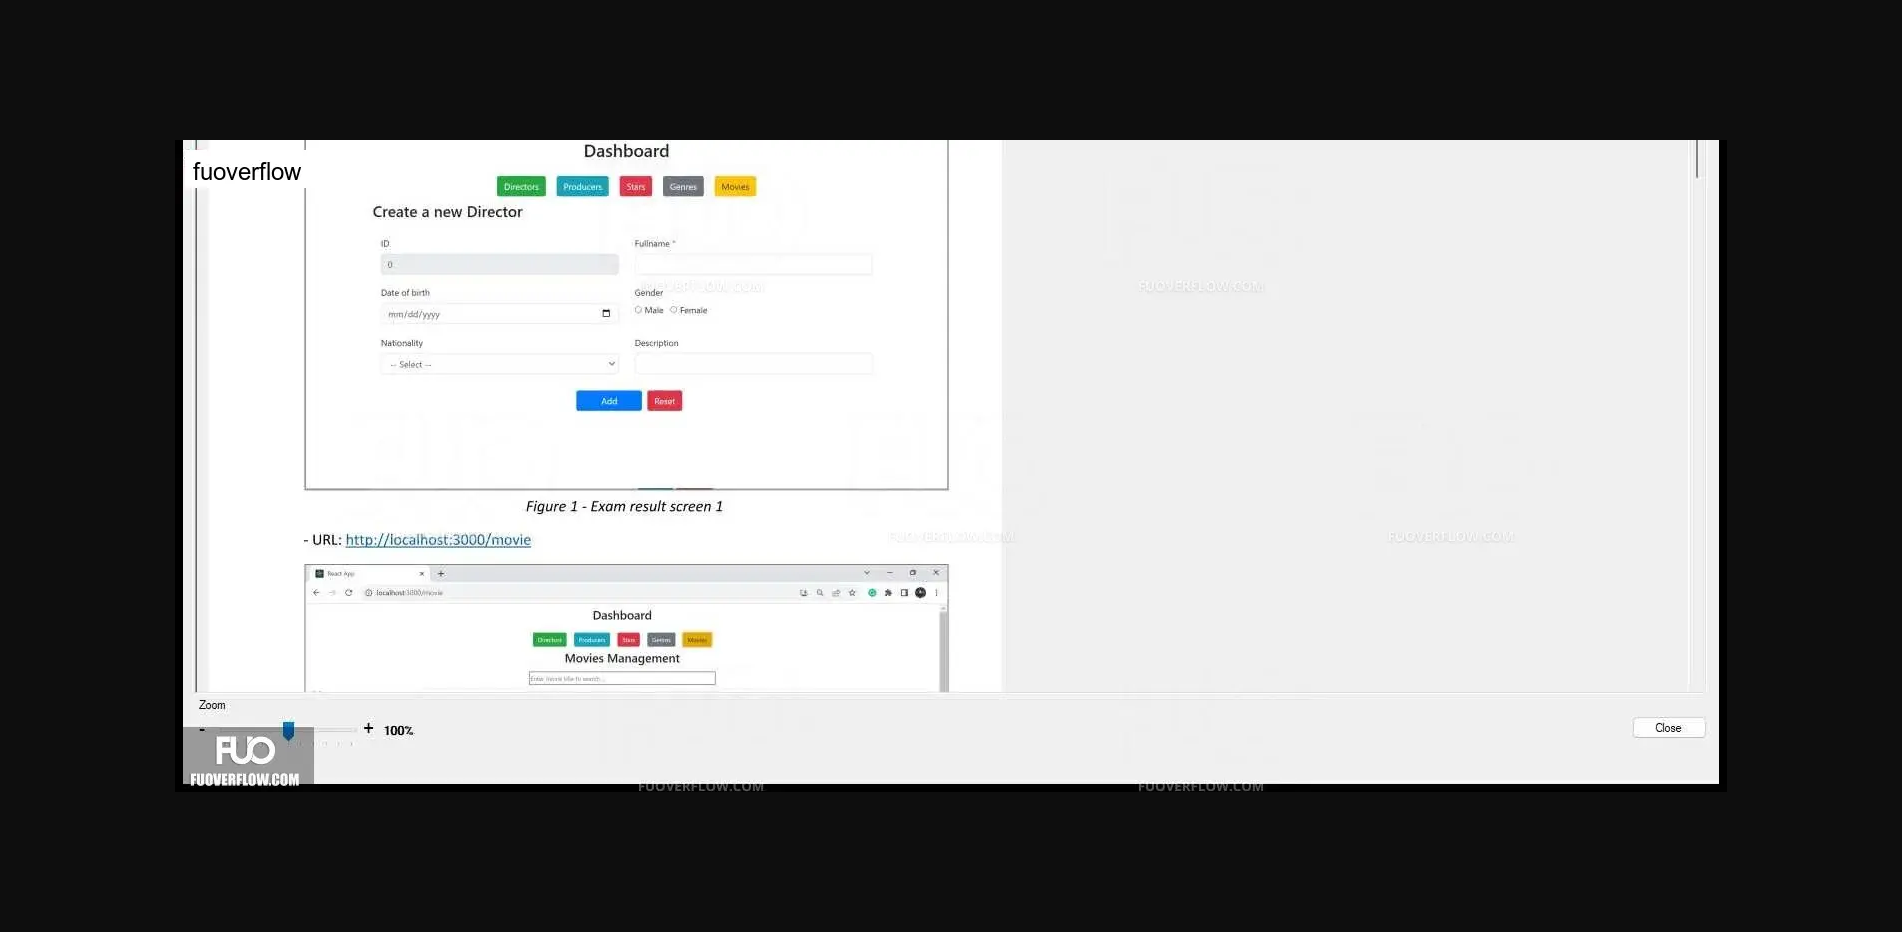 fuoverflow
Dashboard
Directors Producers Stars Genres Movies
Create a new Director
ID
Fullname *
0
Date of birth
Gender
mm/dd/yyyy
Male Female
Nationality
Description
-- Select --
Add Reset
FUOVERFLOW.COM
FUOVERFLOW.COM
Figure 1 - Exam result screen 1
- URL: http://localhost:3000/movie
FUOVERFLOW.COM
FUOVERFLOW.COM
React App
localhost:3000/movie
Dashboard
Directors Producers Stars Genres Movies
Movies Management
Enter movie title to search...
Zoom
- + 100%
Close
FUO
FUOVERFLOW.COM
FUOVERFLOW.COM
FUOVERFLOW.COM